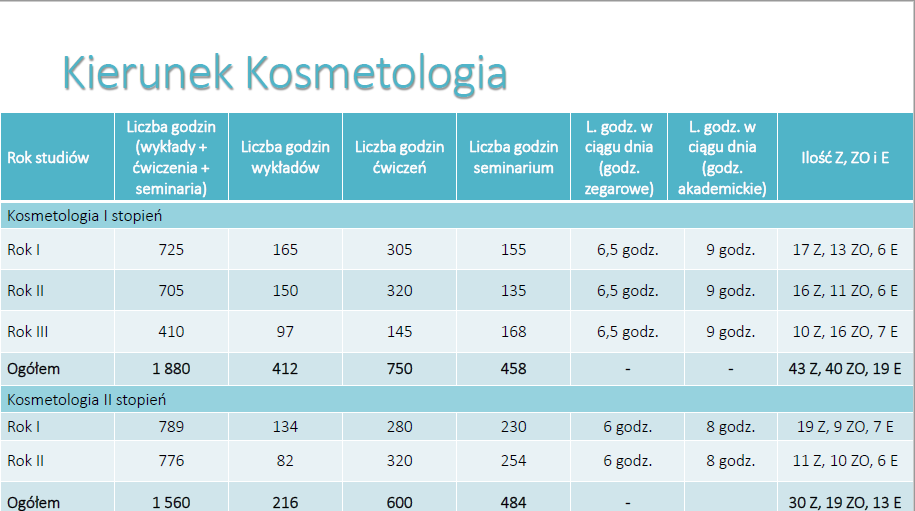 Kierunek Kosmetologia
Rok studiów
Liczba godzin
(wykłady +
ćwiczenia +
seminaria)
Liczba godzin
wykładów
Liczba godzin
ćwiczeń
Liczba godzin
seminarium
L. godz. w
ciągu dnia
(godz.
zegarowe)
L. godz. w
ciągu dnia
(godz.
akademickie)
Ilość Z, ZO i E
Kosmetologia I stopień
Rok I 725 165 305 155 6,5 godz. 9 godz. 17 Z, 13 ZO, 6 E
Rok II 705 150 320 135 6,5 godz. 9 godz. 16 Z, 11 ZO, 6 E
Rok III 410 97 145 168 6,5 godz. 9 godz. 10 Z, 16 ZO, 7 E
Ogółem 1 880 412 750 458 - - 43 Z, 40 ZO, 19 E
Kosmetologia II stopień
Rok I 789 134 280 230 6 godz. 8 godz. 19 Z, 9 ZO, 7 E
Rok II 776 82 320 254 6 godz. 8 godz. 11 Z, 10 ZO, 6 E
Ogółem 1 560 216 600 484 - 30 Z, 19 ZO, 13 E